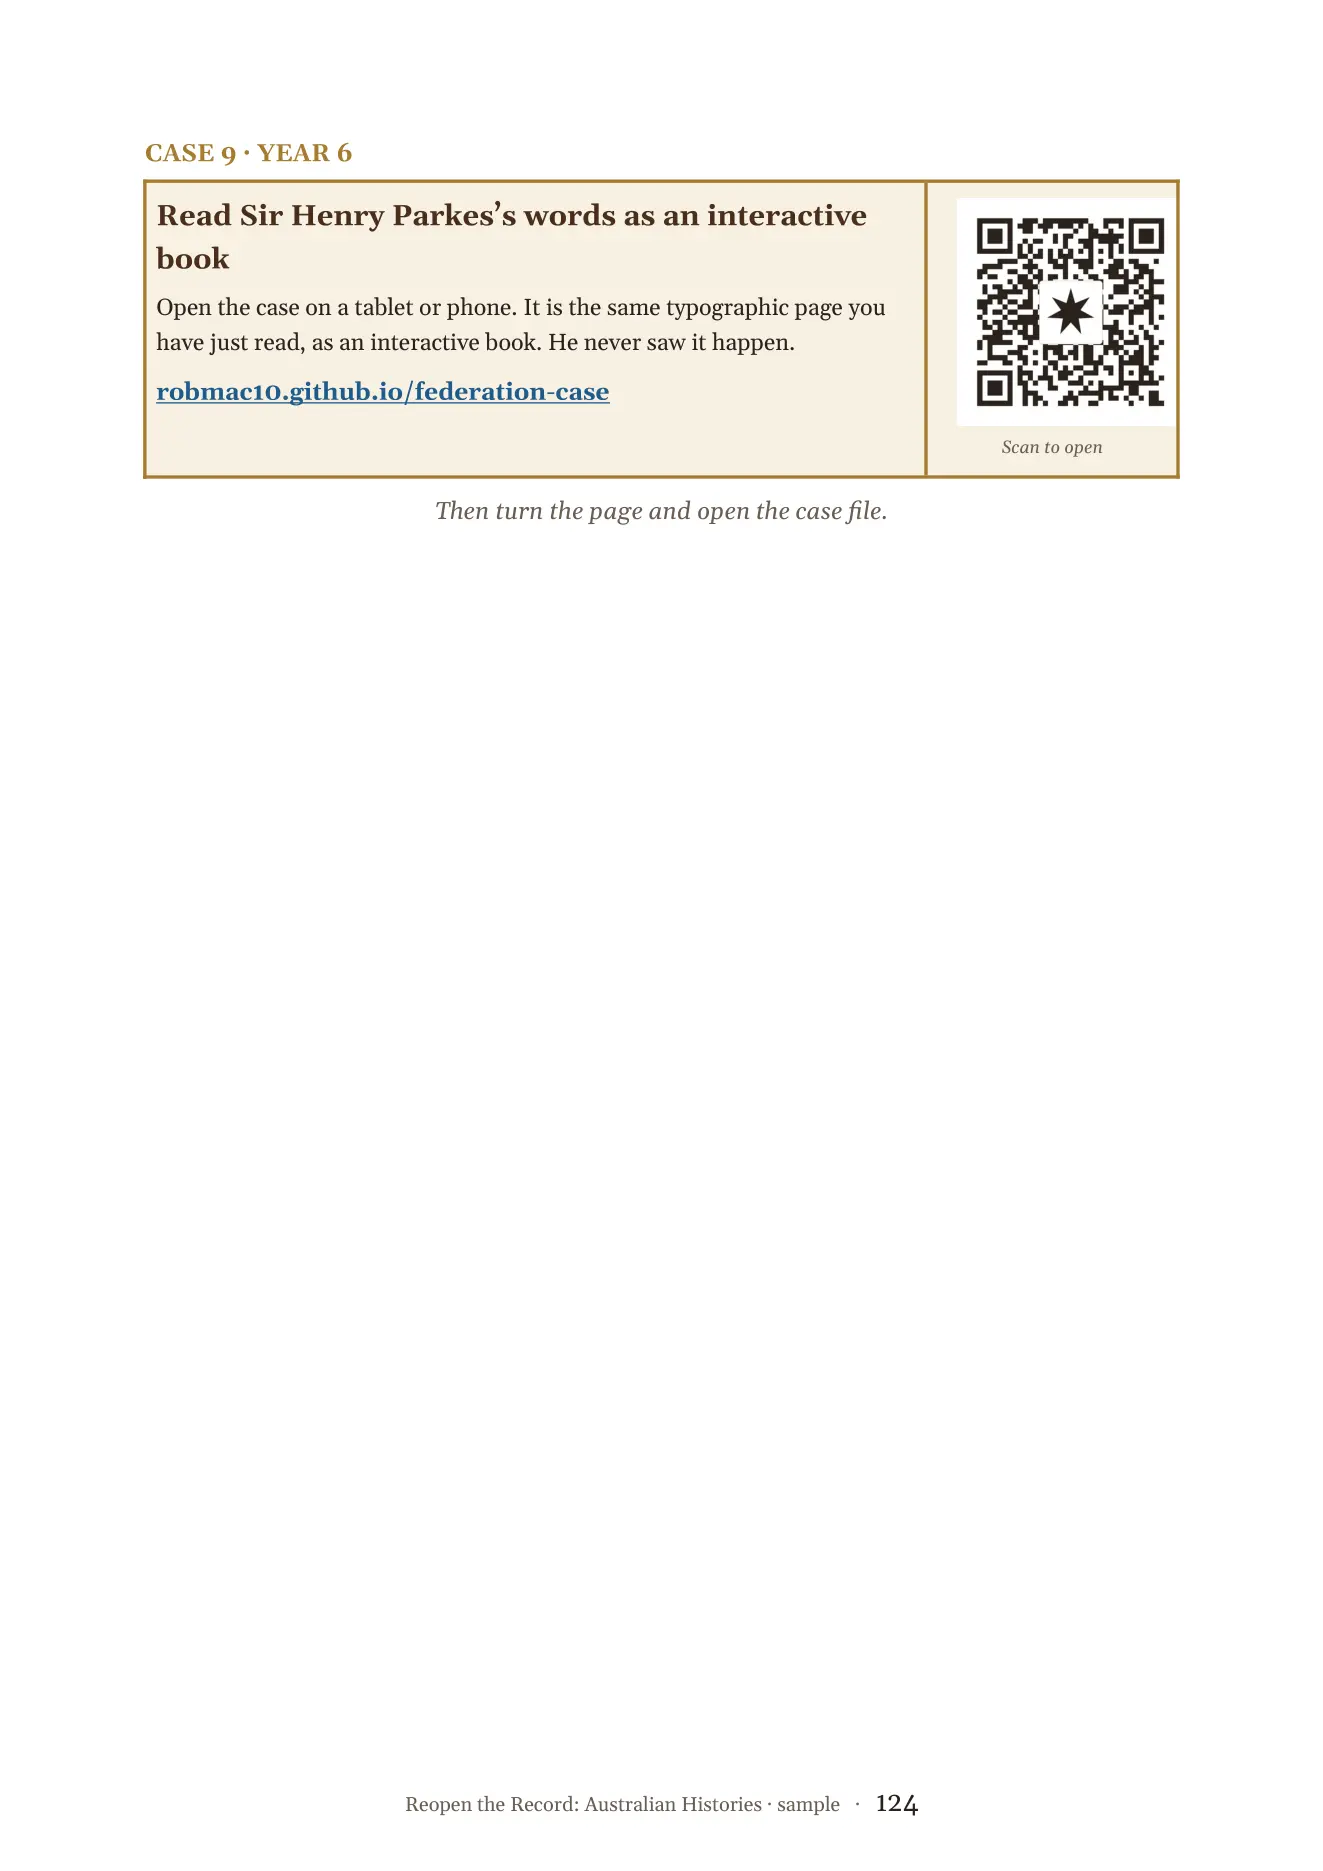 CASE 9 · YEAR 6
Read Sir Henry Parkes’s words as an interactive
book
Open the case on a tablet or phone. It is the same typographic page you
have just read, as an interactive book. He never saw it happen.
robmac10.github.io/federation-case
Scan to open
Then turn the page and open the case file.
Reopen the Record: Australian Histories · sample · 124